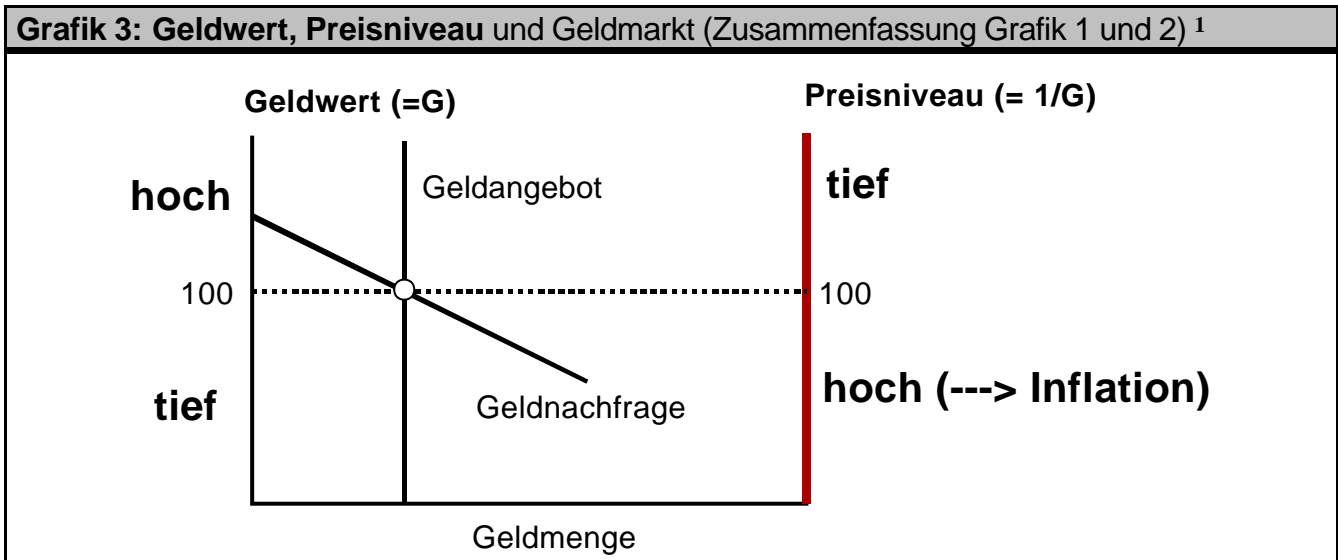 Grafik 3: Geldwert, Preisniveau und Geldmarkt (Zusammenfassung Grafik 1 und 2) 1
Geldwert (=G)
Preisniveau (= 1/G)
hoch
Geldangebot
tief
100
100
tief
Geldnachfrage
hoch (---> Inflation)
Geldmenge